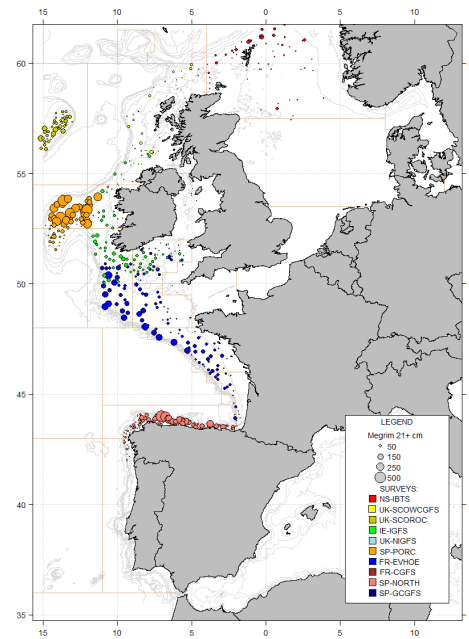 15 10 5 0 5 10
60
55
50
45
40
35
LEGEND
Megrim 21+ cm
50
150
250
500
SURVEYS:
NS-IBTS
UK-SCOWCGFS
UK-SCOROC
IE-IGFS
UK-NIGFS
SP-PORC
FR-EVHOE
FR-CGFS
SP-NORTH
SP-GCGFS
15 10 5 0 5 10